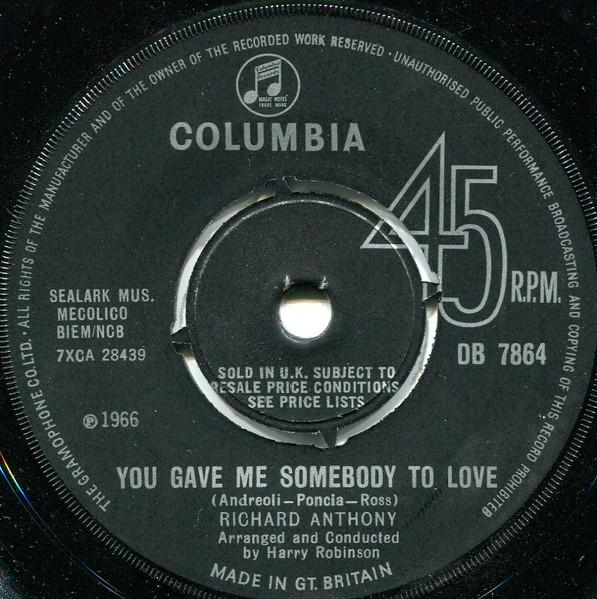 THE GRAMOPHONE CO.LTD. · ALL RIGHTS OF THE MANUFACTURER AND OF THE OWNER OF THE RECORDED WORK RESERVED · UNAUTHORISED PUBLIC PERFORMANCE BROADCASTING AND COPYING OF THIS RECORD PROHIBITED
Columbia
Records
MAGIC NOTES
TRADE MARK
COLUMBIA
45
R.P.M.
SEALARK MUS.
MECOLICO
BIEM/NCB
7XCA 28439
DB 7864
SOLD IN U.K. SUBJECT TO
RESALE PRICE CONDITIONS,
SEE PRICE LISTS
℗ 1966
YOU GAVE ME SOMEBODY TO LOVE
(Andreoli–Poncia–Ross)
RICHARD ANTHONY
Arranged and Conducted
by Harry Robinson
MADE IN GT. BRITAIN